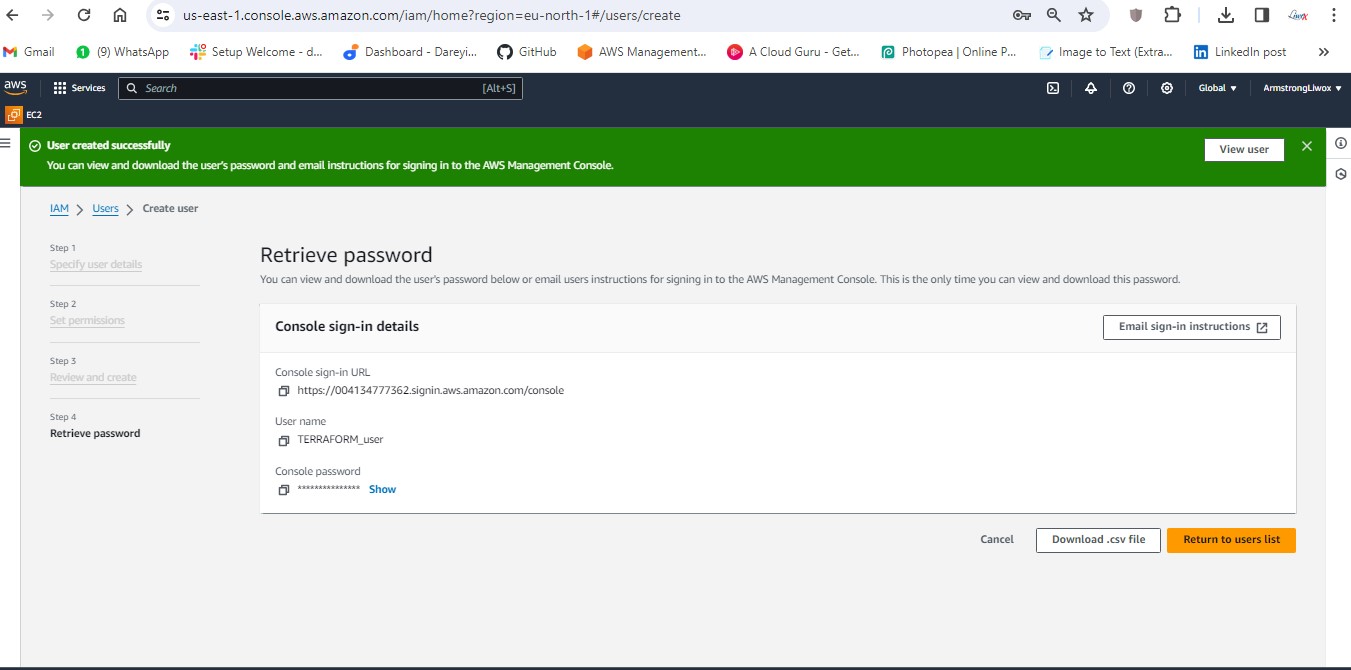 us-east-1.console.aws.amazon.com/iam/home?region=eu-north-1#/users/create
Gmail
1 (9) WhatsApp
Setup Welcome - d...
Dashboard - Dareyi...
GitHub
AWS Management...
A Cloud Guru - Get...
Photopea | Online P...
Image to Text (Extra...
in LinkedIn post
»
aws
Services
Search
[Alt+S]
Global
ArmstrongLiwox
EC2
User created successfully
You can view and download the user's password and email instructions for signing in to the AWS Management Console.
View user
IAM > Users > Create user
Step 1
Specify user details
Step 2
Set permissions
Step 3
Review and create
Step 4
Retrieve password
Retrieve password
You can view and download the user's password below or email users instructions for signing in to the AWS Management Console. This is the only time you can view and download this password.
Console sign-in details
Email sign-in instructions
Console sign-in URL
https://004134777362.signin.aws.amazon.com/console
User name
TERRAFORM_user
Console password
*************** Show
Cancel
Download .csv file
Return to users list